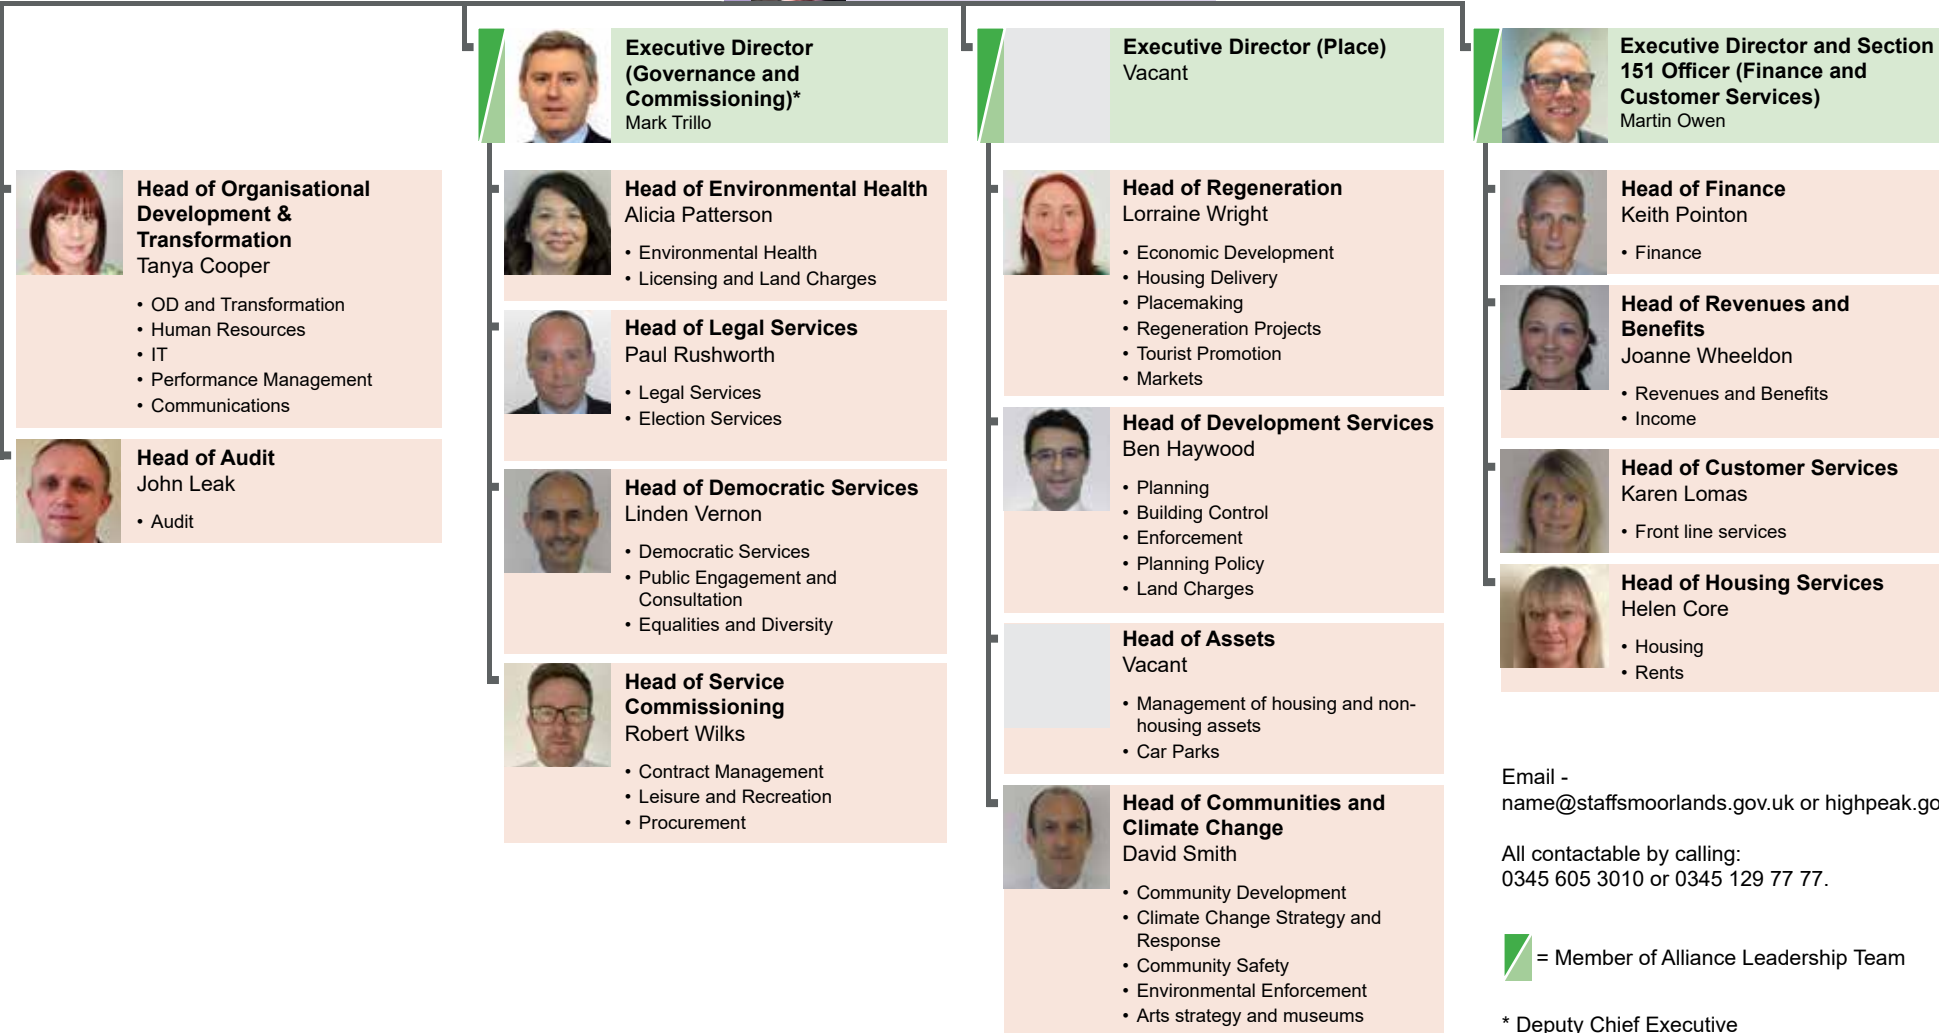 Head of Organisational
Development &
Transformation
Tanya Cooper
• OD and Transformation
• Human Resources
• IT
• Performance Management
• Communications
Head of Audit
John Leak
• Audit
Executive Director
(Governance and
Commissioning)*
Mark Trillo
Head of Environmental Health
Alicia Patterson
• Environmental Health
• Licensing and Land Charges
Head of Legal Services
Paul Rushworth
• Legal Services
• Election Services
Head of Democratic Services
Linden Vernon
• Democratic Services
• Public Engagement and
Consultation
• Equalities and Diversity
Head of Service
Commissioning
Robert Wilks
• Contract Management
• Leisure and Recreation
• Procurement
Executive Director (Place)
Vacant
Head of Regeneration
Lorraine Wright
• Economic Development
• Housing Delivery
• Placemaking
• Regeneration Projects
• Tourist Promotion
• Markets
Head of Development Services
Ben Haywood
• Planning
• Building Control
• Enforcement
• Planning Policy
• Land Charges
Head of Assets
Vacant
• Management of housing and non-
housing assets
• Car Parks
Head of Communities and
Climate Change
David Smith
• Community Development
• Climate Change Strategy and
Response
• Community Safety
• Environmental Enforcement
• Arts strategy and museums
Executive Director and Section
151 Officer (Finance and
Customer Services)
Martin Owen
Head of Finance
Keith Pointon
• Finance
Head of Revenues and
Benefits
Joanne Wheeldon
• Revenues and Benefits
• Income
Head of Customer Services
Karen Lomas
• Front line services
Head of Housing Services
Helen Core
• Housing
• Rents
Email -
name@staffsmoorlands.gov.uk or highpeak.go
All contactable by calling:
0345 605 3010 or 0345 129 77 77.
= Member of Alliance Leadership Team
* Deputy Chief Executive